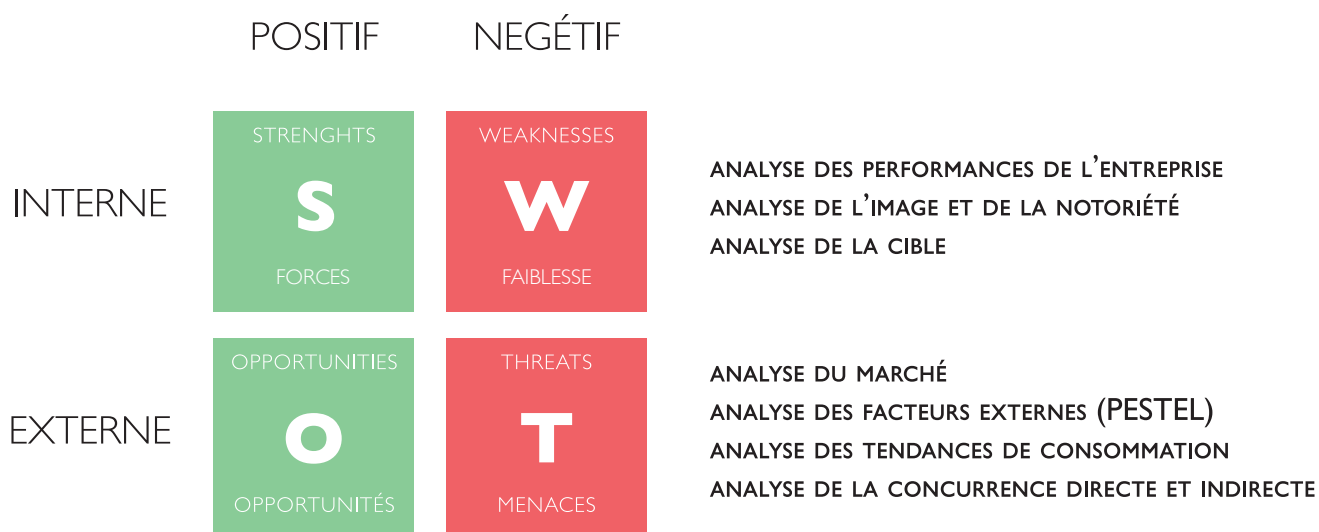 POSITIF NEGÉTIF
INTERNE
STRENGHTS
S
FORCES
WEAKNESSES
W
FAIBLESSE
ANALYSE DES PERFORMANCES DE L'ENTREPRISE
ANALYSE DE L'IMAGE ET DE LA NOTORIÉTÉ
ANALYSE DE LA CIBLE
EXTERNE
OPPORTUNITIES
O
OPPORTUNITÉS
THREATS
T
MENACES
ANALYSE DU MARCHÉ
ANALYSE DES FACTEURS EXTERNES (PESTEL)
ANALYSE DES TENDANCES DE CONSOMMATION
ANALYSE DE LA CONCURRENCE DIRECTE ET INDIRECTE